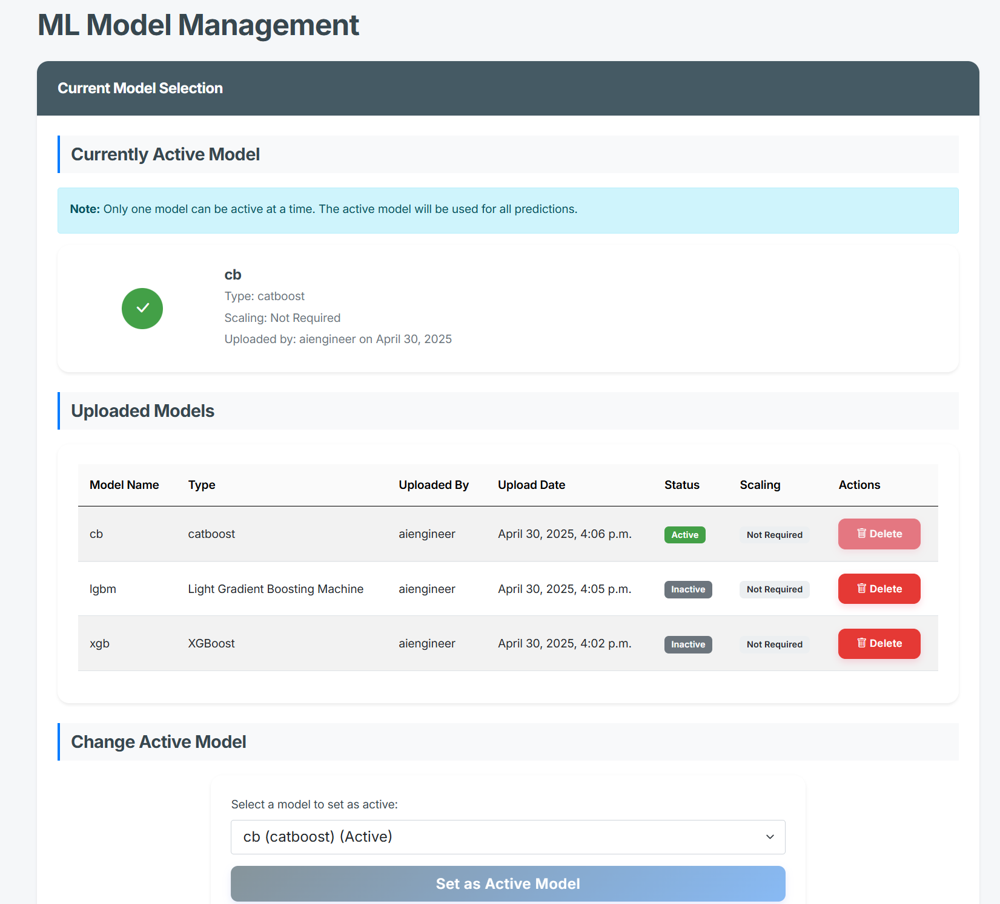 ML Model Management
Current Model Selection
Currently Active Model
Note: Only one model can be active at a time. The active model will be used for all predictions.
cb
Type: catboost
Scaling: Not Required
Uploaded by: aiengineer on April 30, 2025
Uploaded Models
Model Name Type Uploaded By Upload Date Status Scaling Actions
cb catboost aiengineer April 30, 2025, 4:06 p.m. Active Not Required Delete
lgbm Light Gradient Boosting Machine aiengineer April 30, 2025, 4:05 p.m. Inactive Not Required Delete
xgb XGBoost aiengineer April 30, 2025, 4:02 p.m. Inactive Not Required Delete
Change Active Model
Select a model to set as active:
cb (catboost) (Active)
Set as Active Model